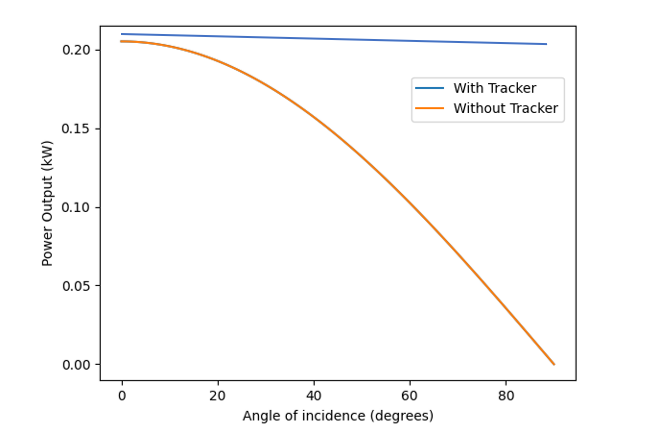 0.20
0.15
0.10
0.05
0.00
0 20 40 60 80
Power Output (kW)
Angle of incidence (degrees)
With Tracker
Without Tracker